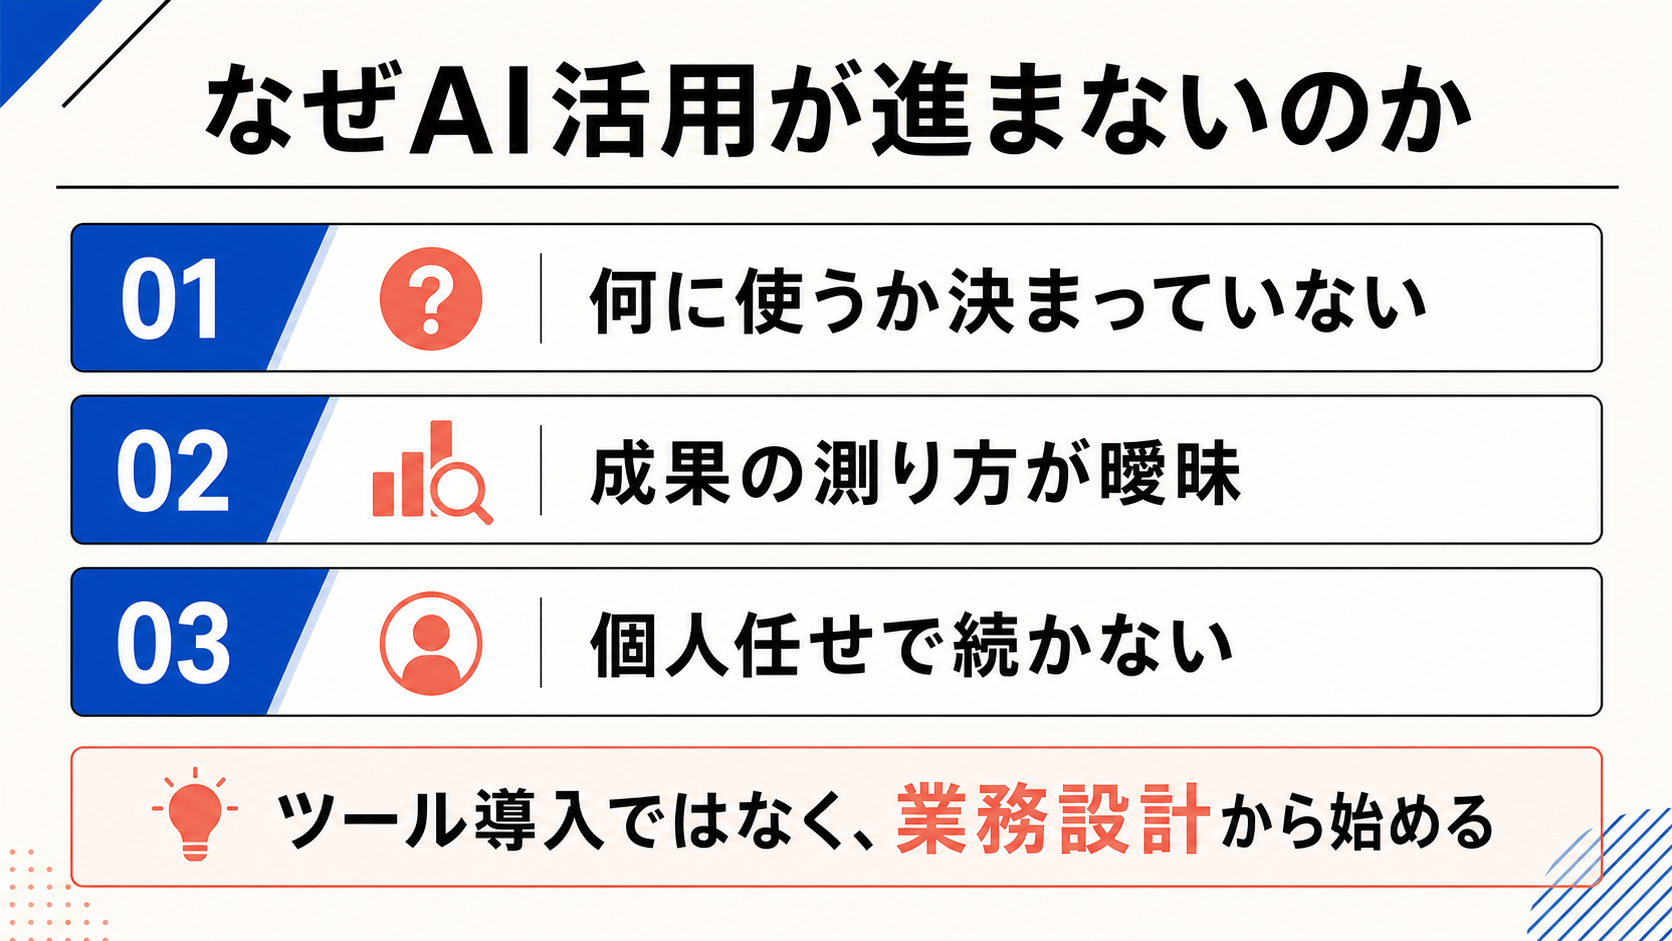 なぜAI活用が進まないのか
01 何に使うか決まっていない
02 成果の測り方が曖昧
03 個人任せで続かない
ツール導入ではなく、業務設計から始める